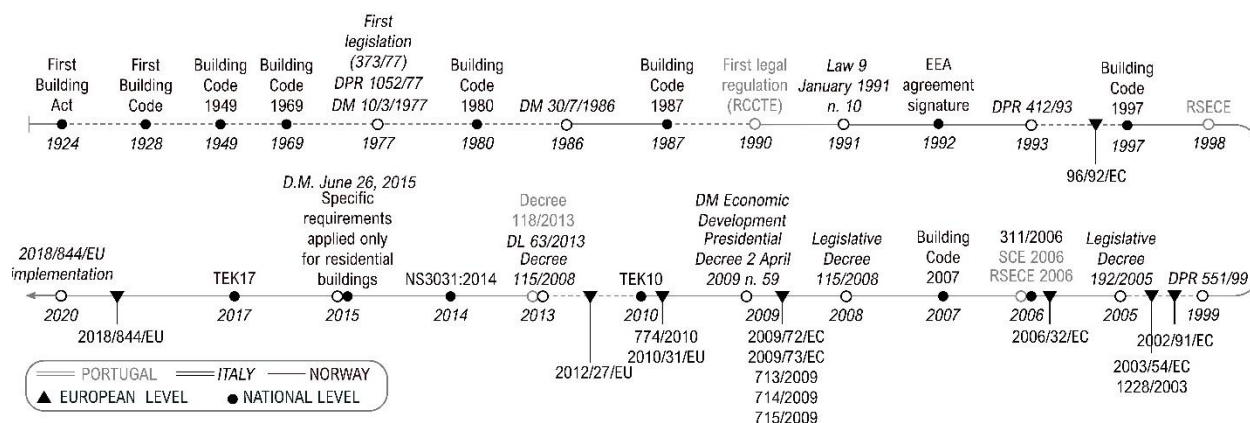 First
Building
Act
1924
First
Building
Code
1928
Building
Code
1949
1949
Building
Code
1969
1969
First
legislation
(373/77)
DPR 1052/77
DM 10/3/1977
1977
Building
Code
1980
1980
DM 30/7/1986
1986
Building
Code
1987
1987
First legal
regulation
(RCCTE)
1990
Law 9
January 1991
n. 10
1991
EEA
agreement
signature
1992
DPR 412/93
1993
96/92/EC
Building
Code
1997
1997
RSECE
1998
2018/844/EU
implementation
2020
2018/844/EU
TEK17
2017
D.M. June 26, 2015
Specific
requirements
applied only
for residential
buildings
2015
NS3031:2014
2014
Decree
118/2013
DL 63/2013
Decree
115/2008
2013
2012/27/EU
TEK10
2010
774/2010
2010/31/EU
DM Economic
Development
Presidential
Decree 2 April
2009 n. 59
2009
2009/72/EC
2009/73/EC
713/2009
714/2009
715/2009
Legislative
Decree
115/2008
2008
Building
Code
2007
2007
311/2006
SCE 2006
RSECE 2006
2006
2006/32/EC
Legislative
Decree
192/2005
2005
2003/54/EC
1228/2003
2002/91/EC
DPR 551/99
1999
PORTUGAL
ITALY
NORWAY
EUROPEAN LEVEL
NATIONAL LEVEL